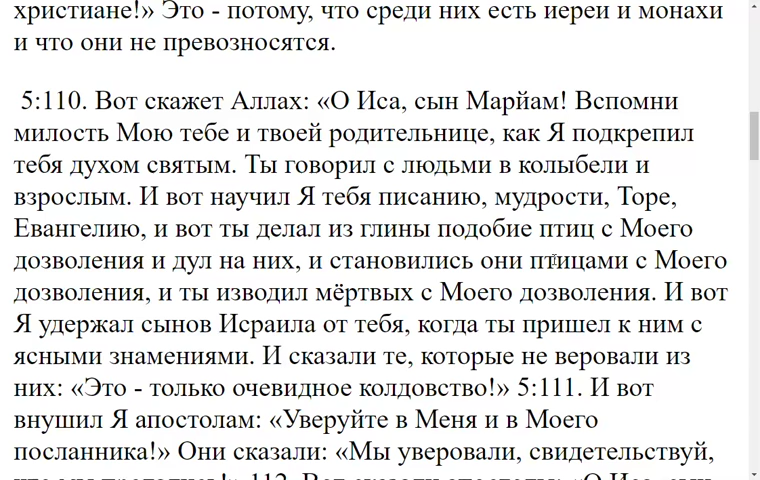 христиане!» Это - потому, что среди них есть иереи и монахи
и что они не превозносятся.
5:110. Вот скажет Аллах: «О Иса, сын Марйам! Вспомни
милость Мою тебе и твоей родительнице, как Я подкрепил
тебя духом святым. Ты говорил с людьми в колыбели и
взрослым. И вот научил Я тебя писанию, мудрости, Торе,
Евангелию, и вот ты делал из глины подобие птиц с Моего
дозволения и дул на них, и становились они птицами с Моего
дозволения, и ты изводил мёртвых с Моего дозволения. И вот
Я удержал сынов Исраила от тебя, когда ты пришел к ним с
ясными знамениями. И сказали те, которые не веровали из
них: «Это - только очевидное колдовство!» 5:111. И вот
внушил Я апостолам: «Уверуйте в Меня и в Моего
посланника!» Они сказали: «Мы уверовали, свидетельствуй,